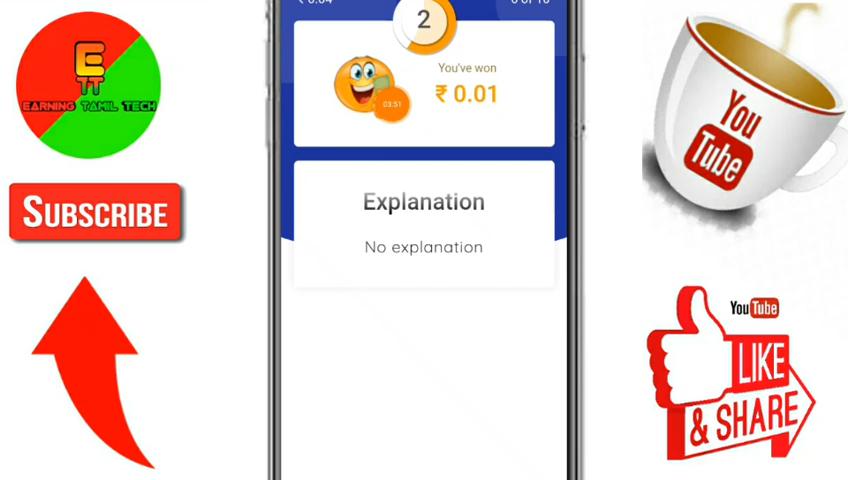 2
You've won
₹ 0.01
03:51
Explanation
No explanation
E
TT
EARNING TAMIL TECH
SUBSCRIBE
You
Tube
YouTube
LIKE
& SHARE